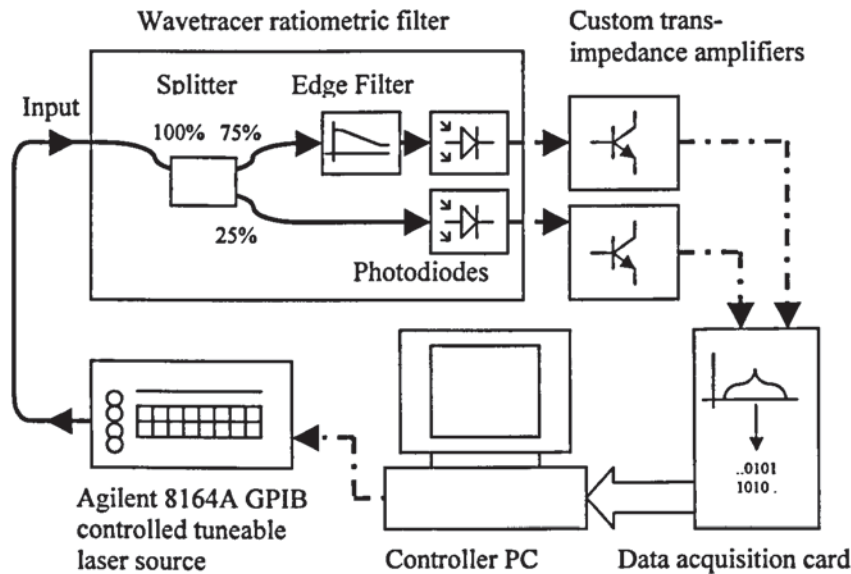 Wavetracer ratiometric filter
Custom trans-
impedance amplifiers
Splitter
Edge Filter
Input
100%
75%
25%
Photodiodes
..0101
1010 .
Agilent 8164A GPIB
controlled tuneable
laser source
Controller PC
Data acquisition card